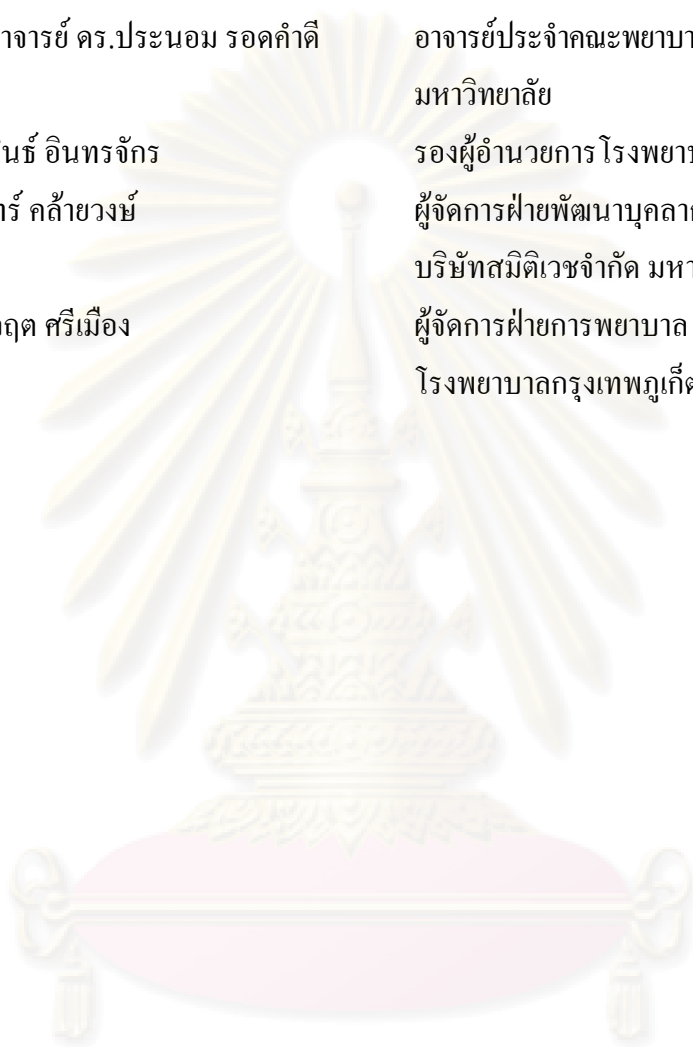 าจารย์ ดร.ประนอม รอดคำดี อาจารย์ประจำคณะพยาบา
มหาวิทยาลัย
นธ์ อินทรจักร รองผู้อำนวยการโรงพยา
ทร์ คล้ายวงษ์ ผู้จัดการฝ่ายพัฒนาบุคลา
บริษัทสมิติเวชจำกัด มหา
ฤต ศรีเมือง ผู้จัดการฝ่ายการพยาบาล
โรงพยาบาลกรุงเทพภูเก็ต